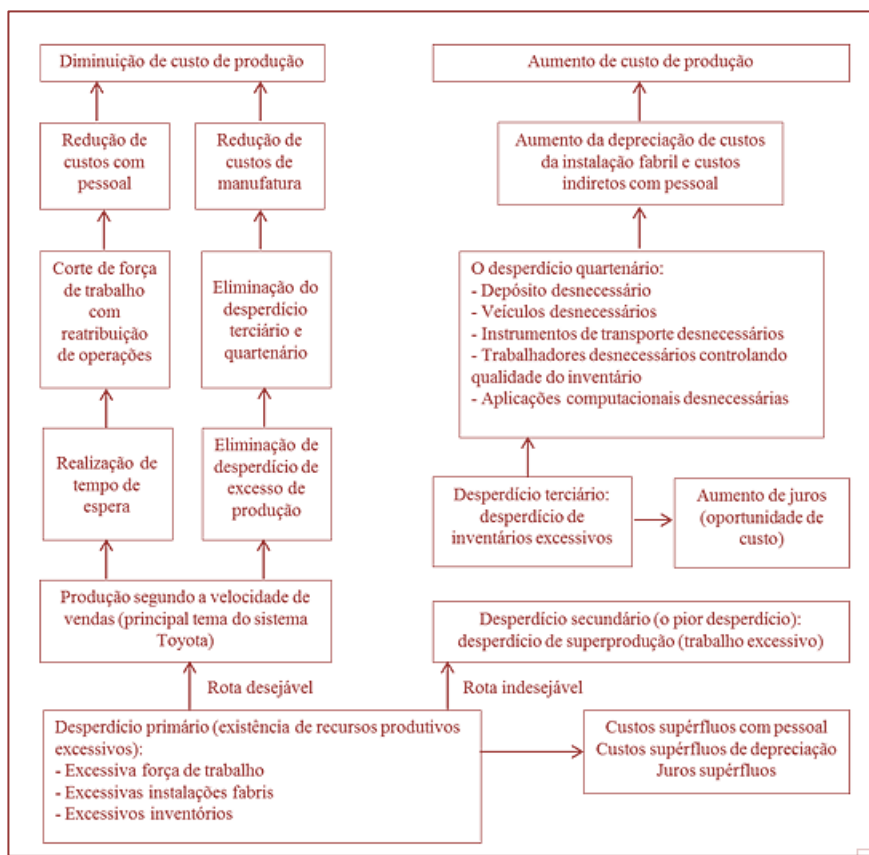 Diminuição de custo de produção
Aumento de custo de produção
Redução de
custos com
pessoal
Redução de
custos de
manufatura
Aumento da depreciação de custos
da instalação fabril e custos
indiretos com pessoal
Corte de força
de trabalho
com
reatribuição
de operações
Eliminação do
desperdício
terciário e
quartenário
O desperdício quartenário:
- Depósito desnecessário
- Veículos desnecessários
- Instrumentos de transporte desnecessários
- Trabalhadores desnecessários controlando
qualidade do inventário
- Aplicações computacionais desnecessárias
Realização de
tempo de
espera
Eliminação de
desperdício de
excesso de
produção
Desperdício terciário:
desperdício de
inventários excessivos
Aumento de juros
(oportunidade de
custo)
Produção segundo a velocidade de
vendas (principal tema do sistema
Toyota)
Desperdício secundário (o pior desperdício):
desperdício de superprodução (trabalho excessivo)
Rota desejável
Rota indesejável
Desperdício primário (existência de recursos produtivos
excessivos):
- Excessiva força de trabalho
- Excessivas instalações fabris
- Excessivos inventórios
Custos supérfluos com pessoal
Custos supérfluos de depreciação
Juros supérfluos